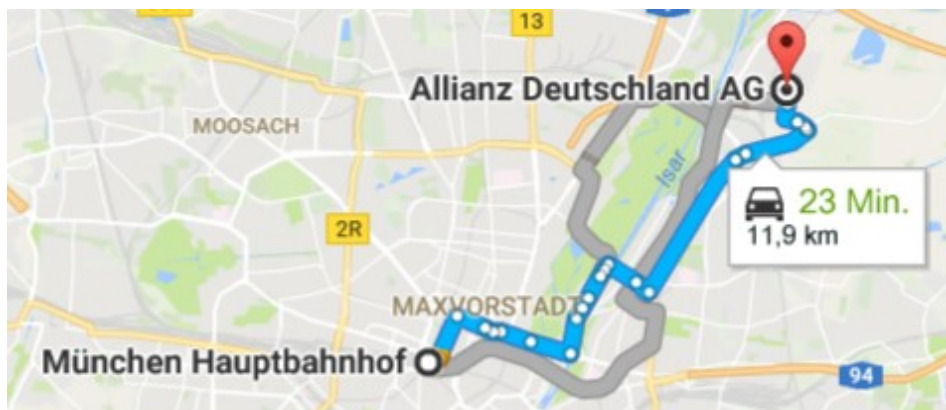 13
Allianz Deutschland AG
MOOSACH
Isar
23 Min.
2R
11,9 km
MAXVORSTADT
München Hauptbahnhof
94